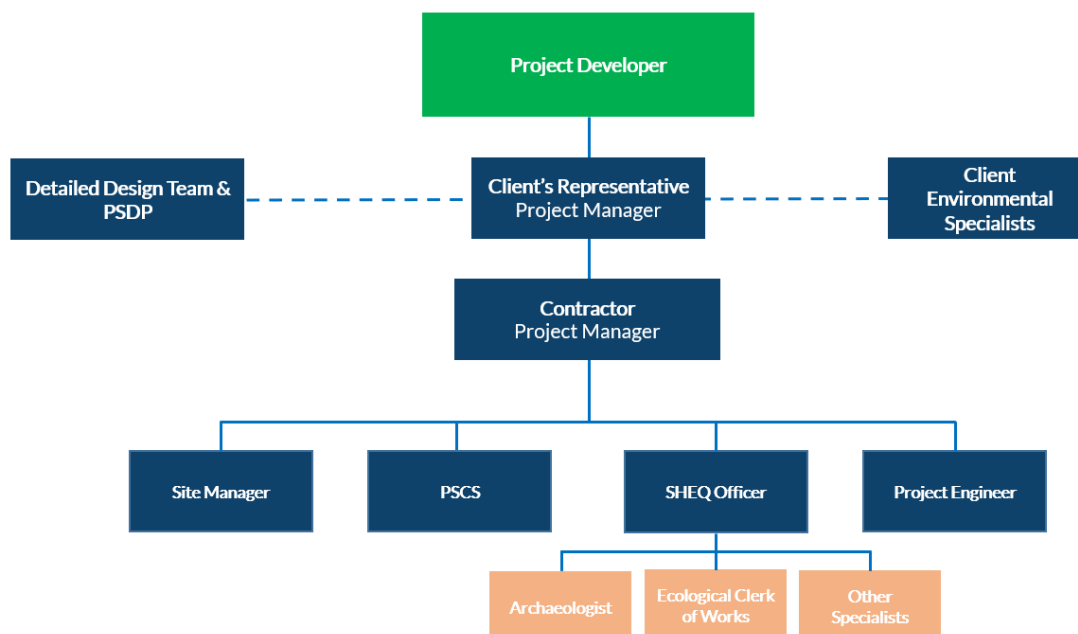 Project Developer
Detailed Design Team &
PSDP
Client's Representative
Project Manager
Client
Environmental
Specialists
Contractor
Project Manager
Site Manager
PSCS
SHEQ Officer
Project Engineer
Archaeologist
Ecological Clerk
of Works
Other
Specialists